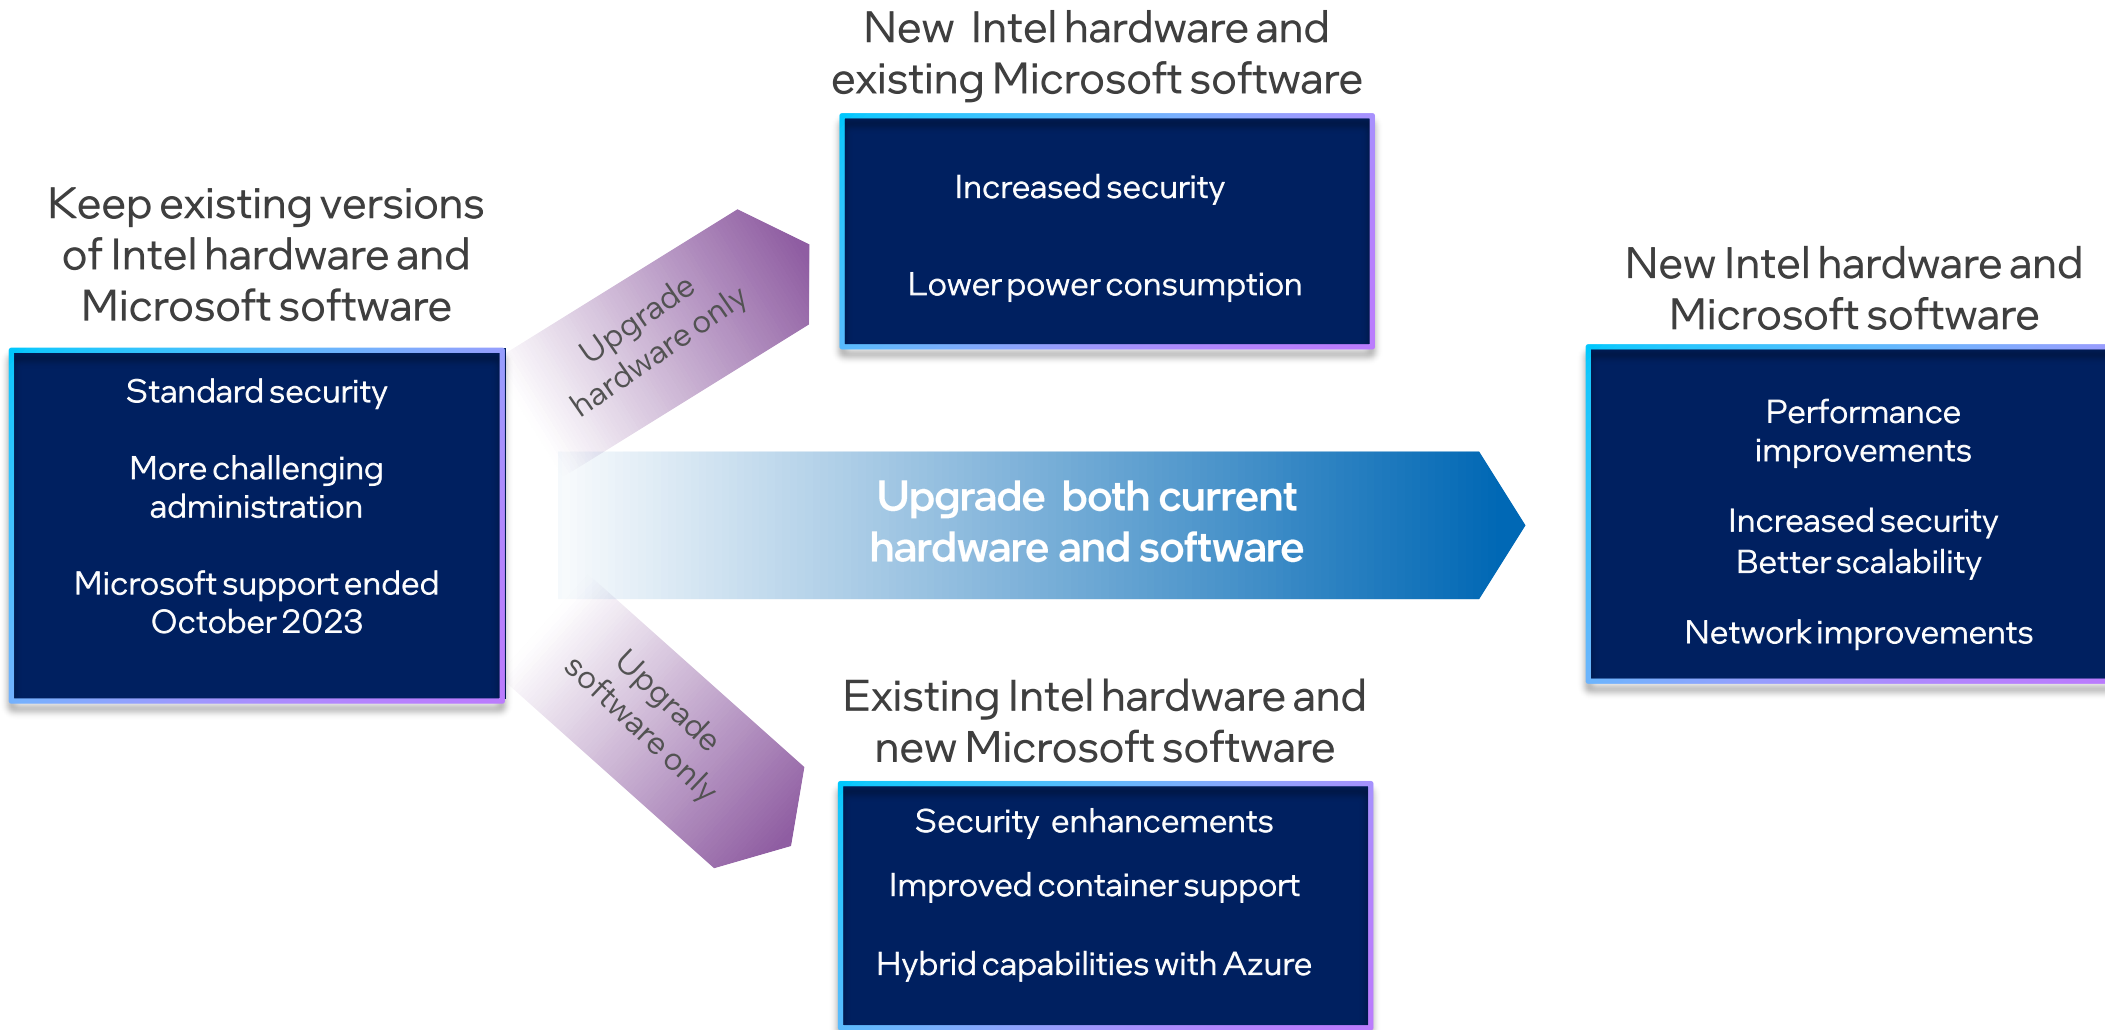 Keep existing versions
of Intel hardware and
Microsoft software
Standard security
More challenging
administration
Microsoft support ended
October 2023
Upgrade
hardware only
New Intel hardware and
existing Microsoft software
Increased security
Lower power consumption
Upgrade both current
hardware and software
New Intel hardware and
Microsoft software
Performance
improvements
Increased security
Better scalability
Network improvements
Upgrade
software only
Existing Intel hardware and
new Microsoft software
Security enhancements
Improved container support
Hybrid capabilities with Azure